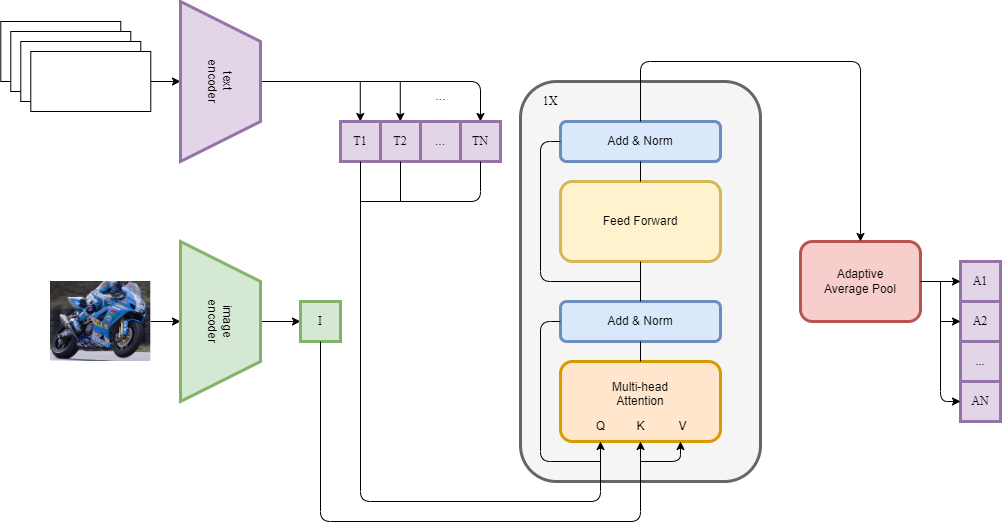 text
encoder
...
T1
T2
...
TN
image
encoder
I
1X
Add & Norm
Feed Forward
Add & Norm
Multi-head
Attention
Q
K
V
Adaptive
Average Pool
A1
A2
...
AN